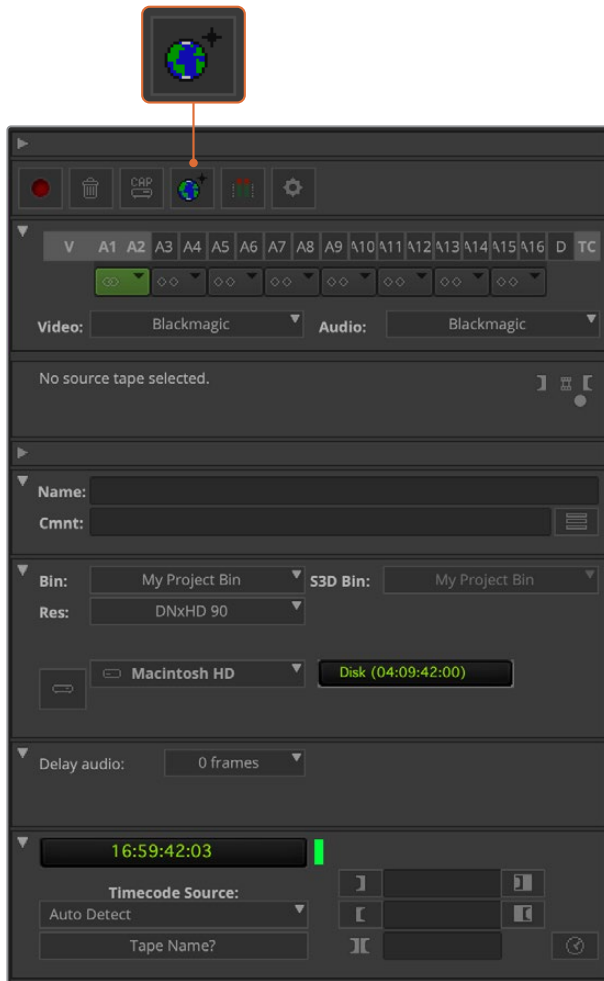 CAP
V A1 A2 A3 A4 A5 A6 A7 A8 A9 A10 A11 A12 A13 A14 A15 A16 D TC
Video: Blackmagic Audio: Blackmagic
No source tape selected.
Name:
Cmnt:
Bin: My Project Bin S3D Bin: My Project Bin
Res: DNxHD 90
Macintosh HD Disk (04:09:42:00)
Delay audio: 0 frames
16:59:42:03
Timecode Source:
Auto Detect
Tape Name?